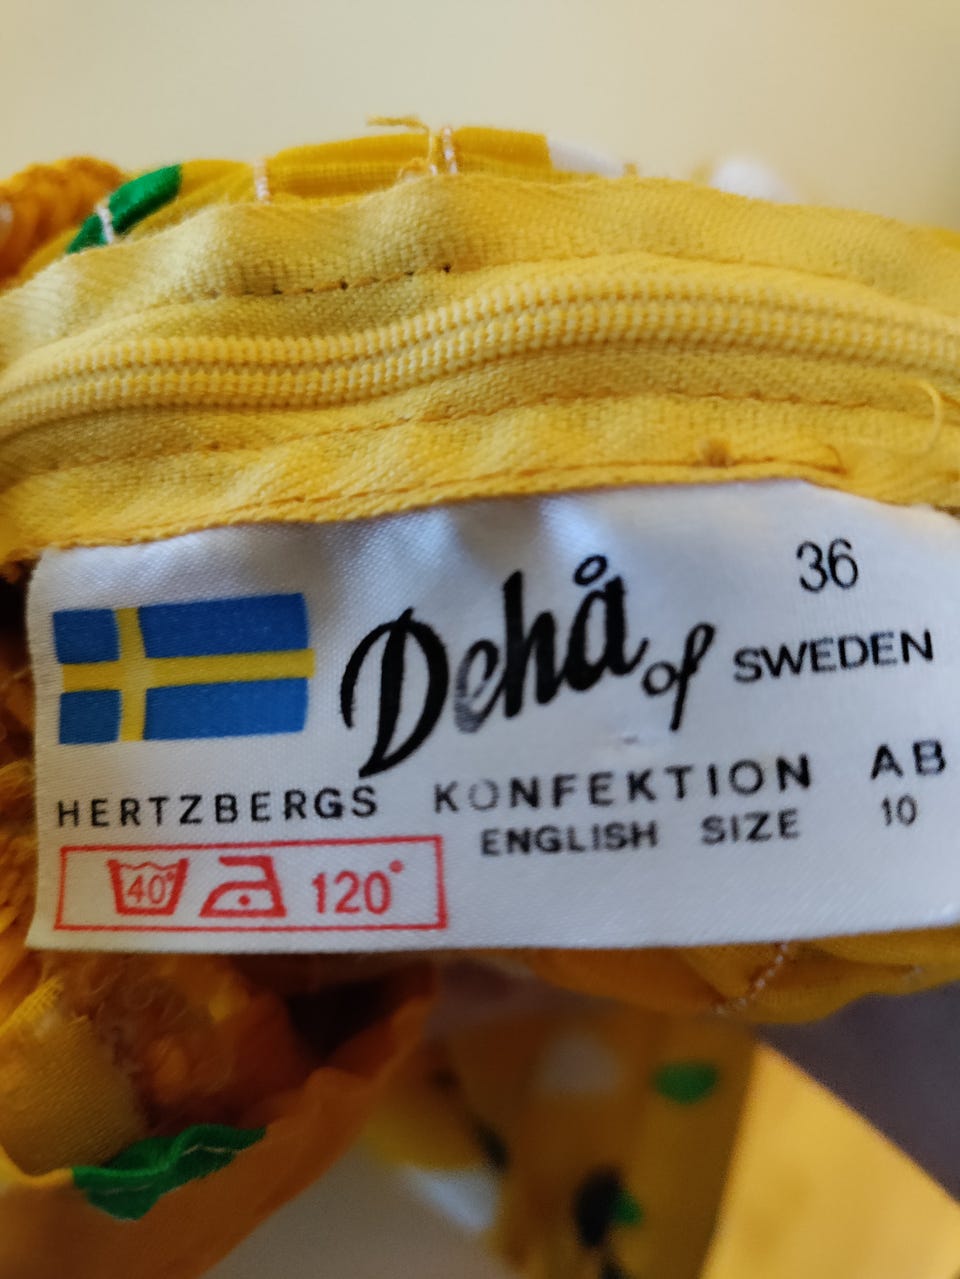 36
Dehå of SWEDEN
HERTZBERGS KONFEKTION AB
ENGLISH SIZE 10
40° 120°